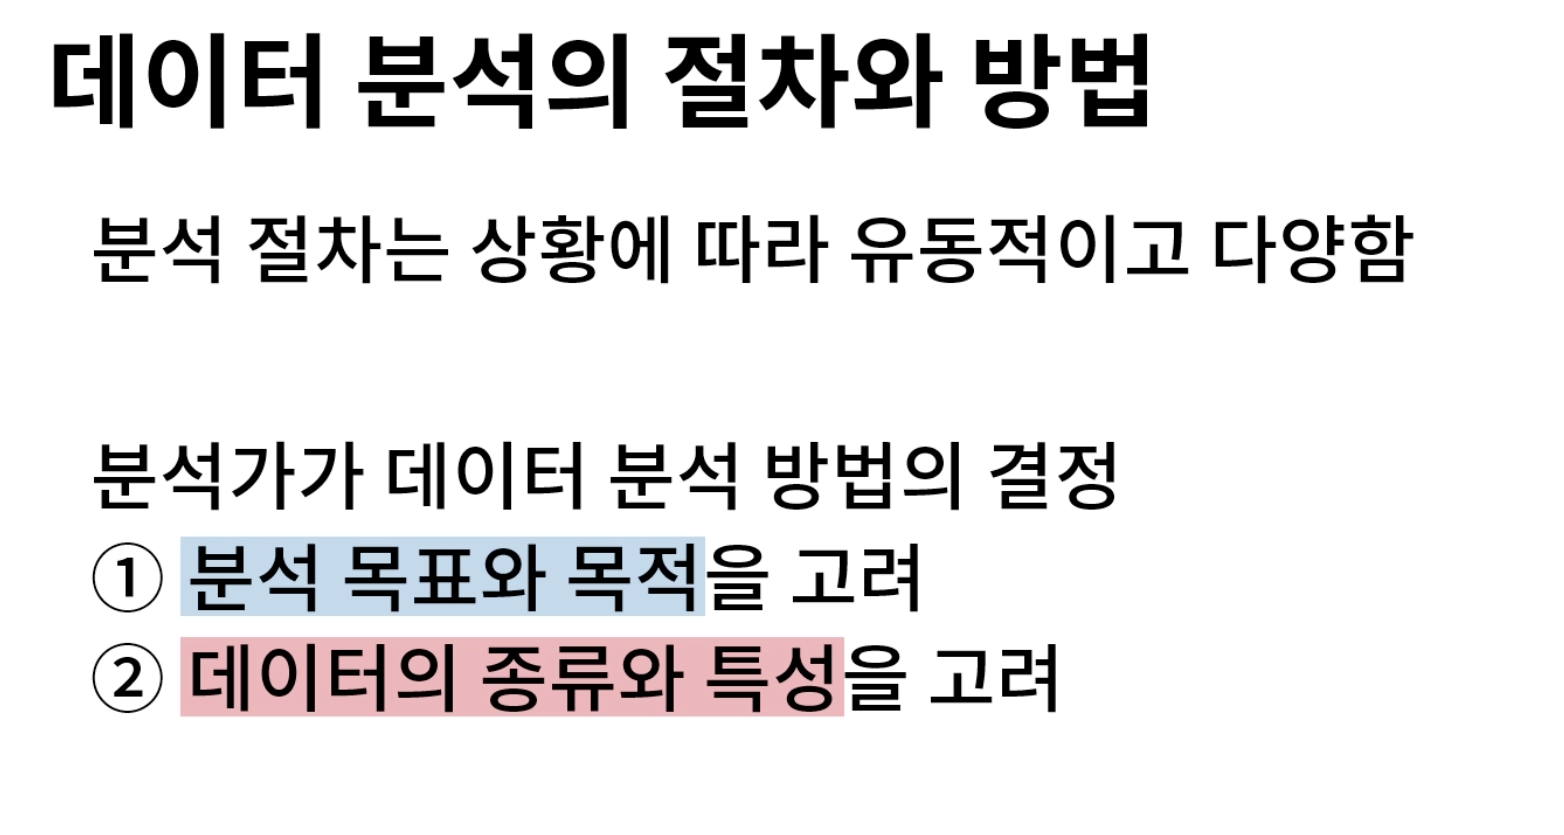 데이터 분석의 절차와 방법
분석 절차는 상황에 따라 유동적이고 다양함
분석가가 데이터 분석 방법의 결정
① 분석 목표와 목적을 고려
② 데이터의 종류와 특성을 고려